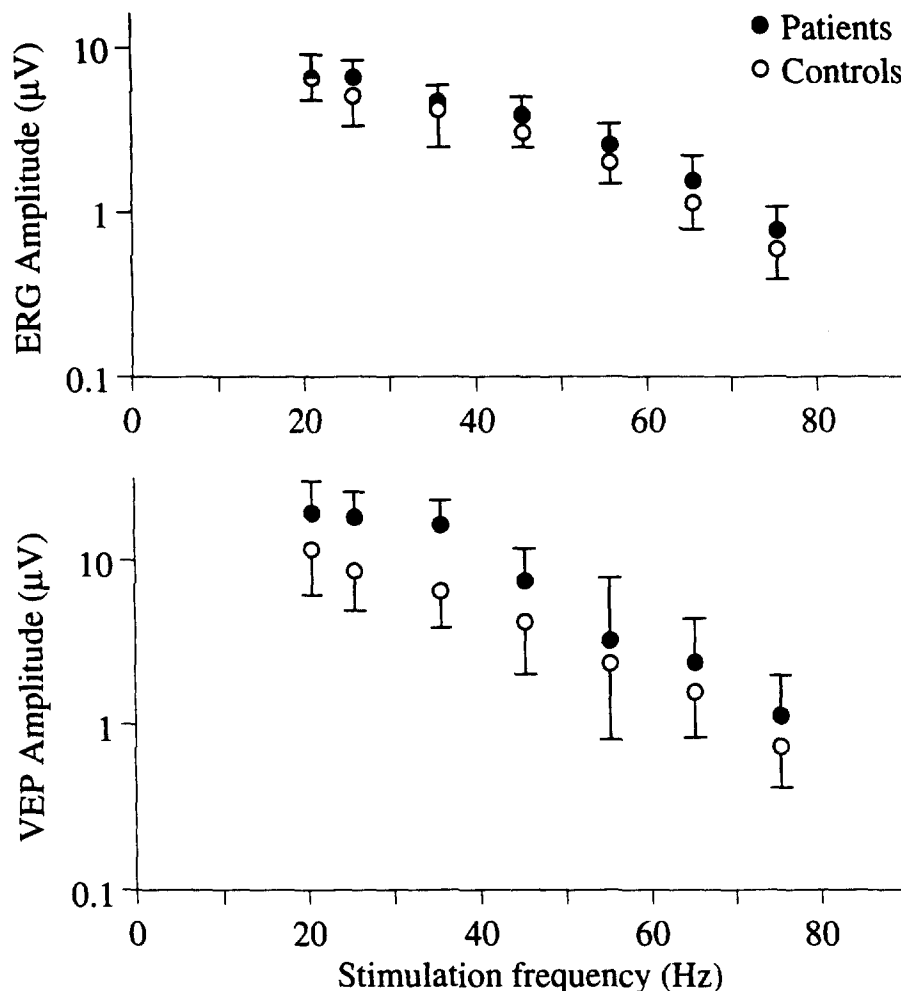 ● Patients
○ Controls
ERG Amplitude (µV)
10
1
0.1
0 20 40 60 80
VEP Amplitude (µV)
10
1
0.1
0 20 40 60 80
Stimulation frequency (Hz)